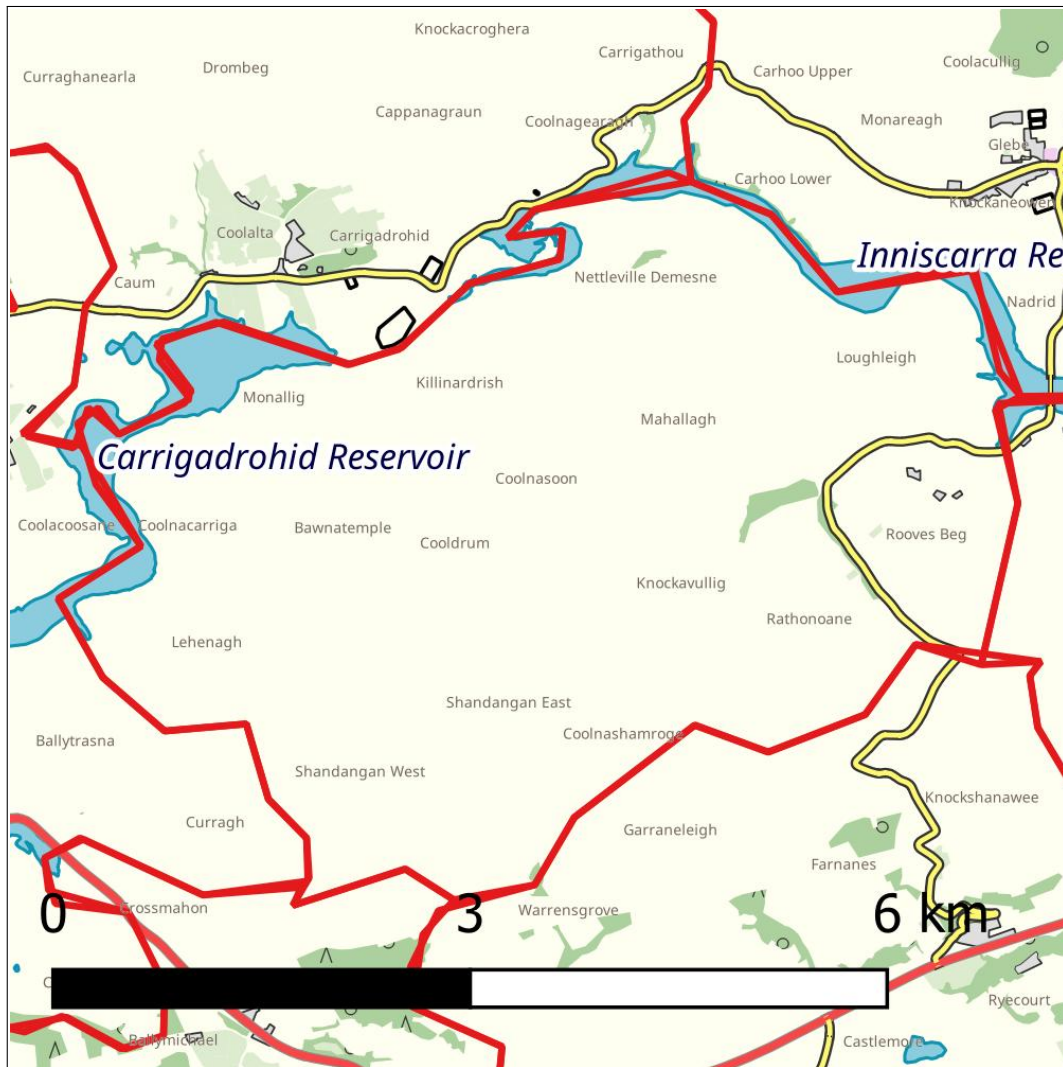 Knockacroghera
Carrigathou
Curraghanearla
Drombeg
Carhoo Upper
Coolacullig
Cappanagraun
Coolnagearagh
Monareagh
Glebe
Carhoo Lower
Knockaneowen
Coolalta
Carrigadrohid
Inniscarra Re
Caum
Nettleville Demesne
Nadrid
Loughleigh
Killinardrish
Monallig
Mahallagh
Carrigadrohid Reservoir
Coolnasoon
Coolacoosane
Coolnacarriga
Bawnatemple
Cooldrum
Rooves Beg
Knockavullig
Rathonoane
Lehenagh
Shandangan East
Coolnashamroge
Ballytrasna
Shandangan West
Knockshanawee
Curragh
Garraneleigh
Farnanes
Crossmahon
Warrensgrove
0 3 6 km
Ryecourt
Ballymichael
Castlemore